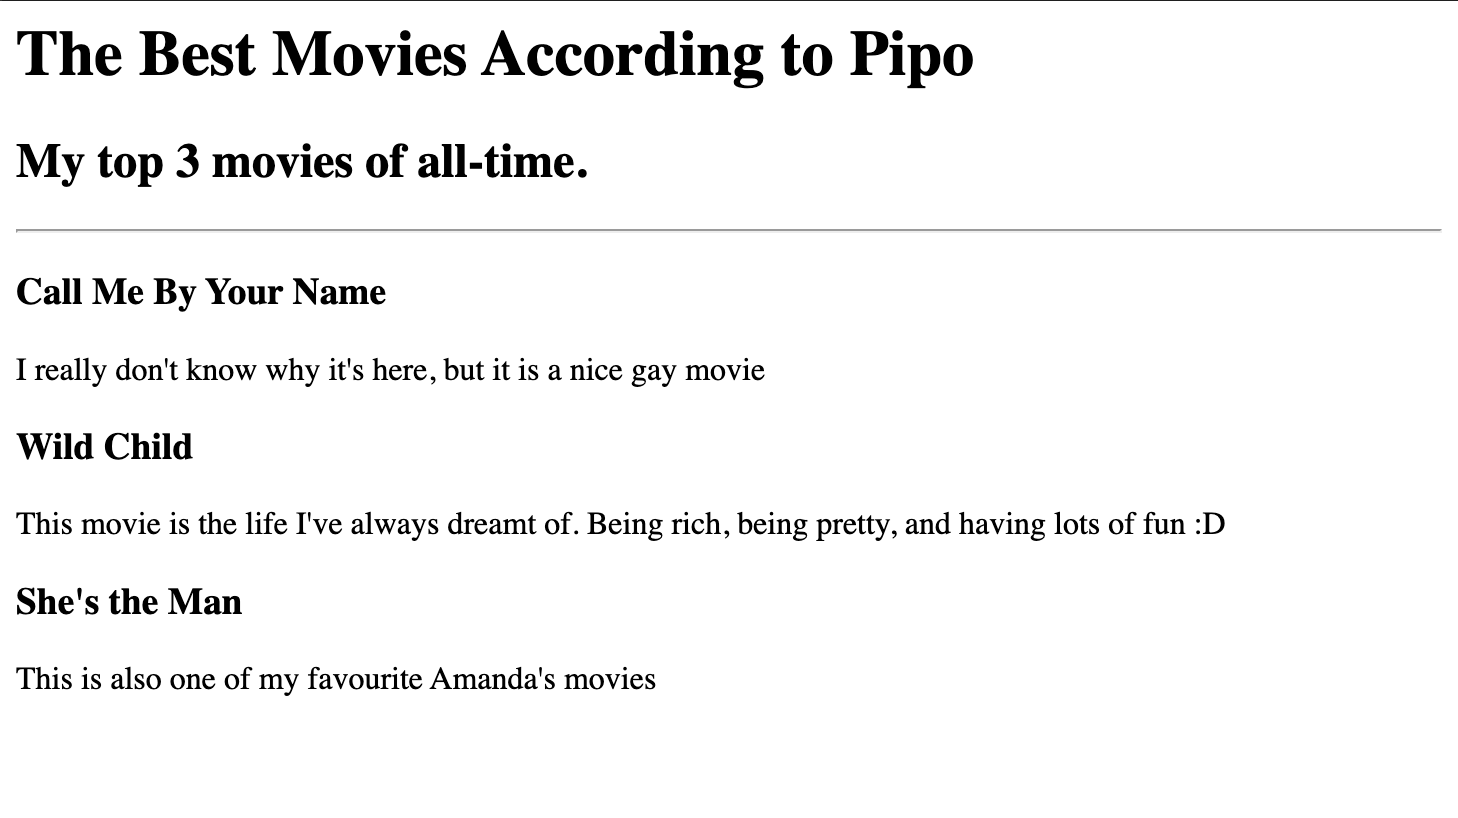 The Best Movies According to Pipo
My top 3 movies of all-time.
Call Me By Your Name
I really don't know why it's here, but it is a nice gay movie
Wild Child
This movie is the life I've always dreamt of. Being rich, being pretty, and having lots of fun :D
She's the Man
This is also one of my favourite Amanda's movies